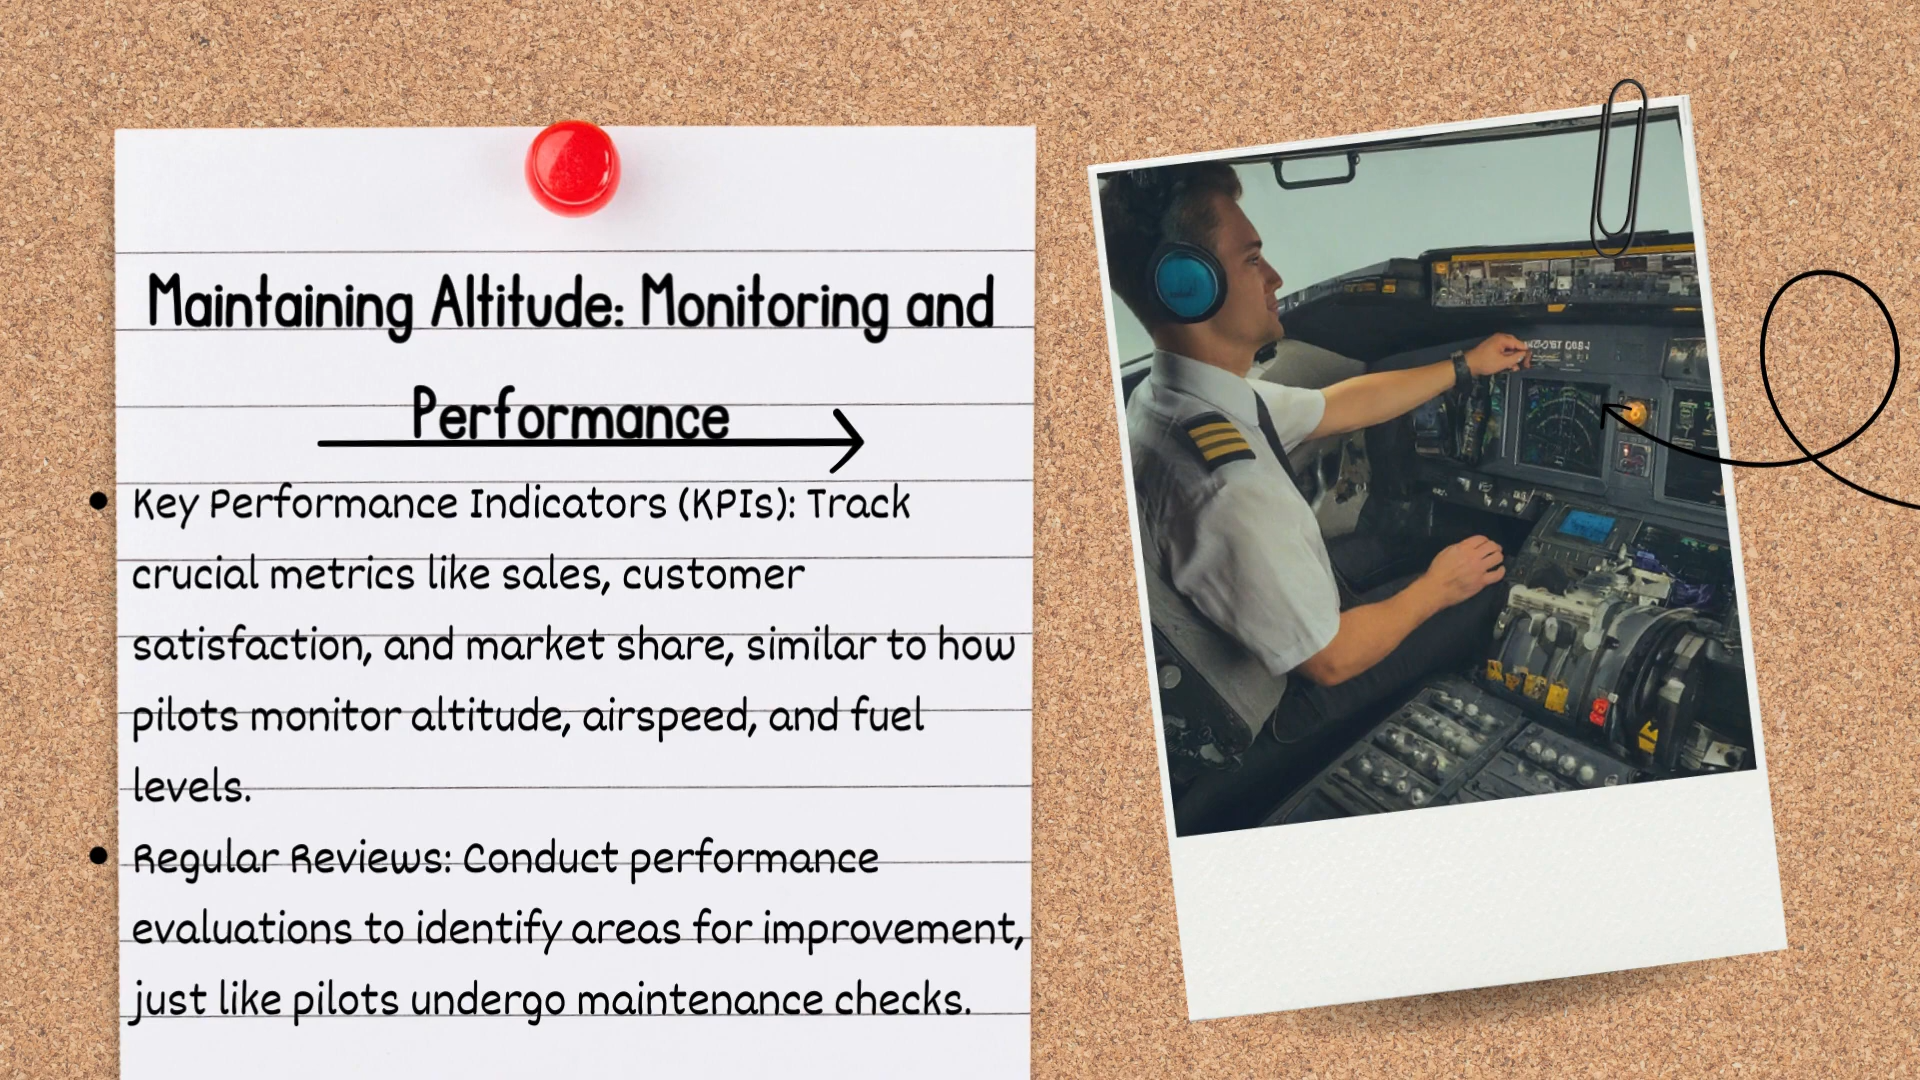 Maintaining Altitude: Monitoring and
Performance
• Key Performance Indicators (KPIs): Track
crucial metrics like sales, customer
satisfaction, and market share, similar to how
pilots monitor altitude, airspeed, and fuel
levels.
• Regular Reviews: Conduct performance
evaluations to identify areas for improvement,
just like pilots undergo maintenance checks.